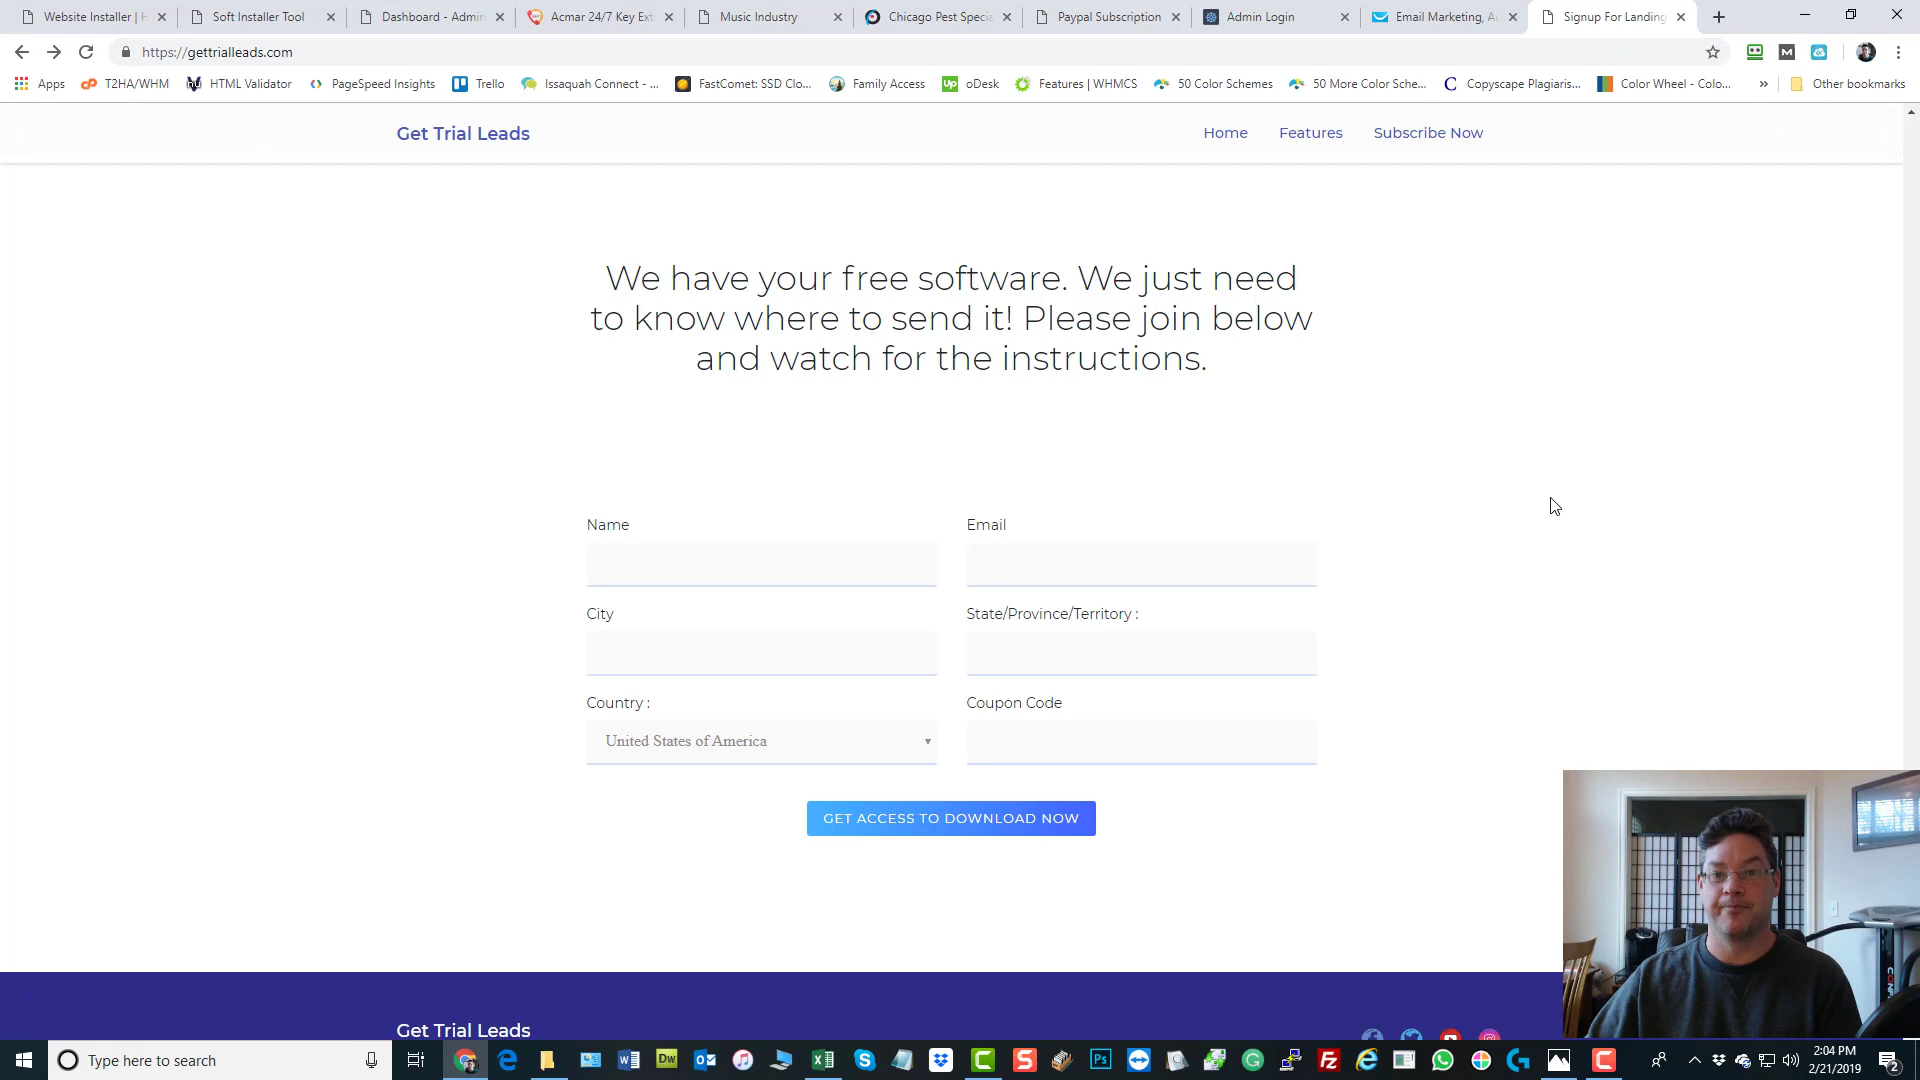 Website Installer | H
Soft Installer Tool
Dashboard - Admin
Acmar 24/7 Key Ext
Music Industry
Chicago Pest Specia
Paypal Subscription
Admin Login
Email Marketing, Au
Signup For Landing
https://gettrialleads.com
Apps
T2HA/WHM
HTML Validator
PageSpeed Insights
Trello
Issaquah Connect - ...
FastComet: SSD Clo...
Family Access
Up oDesk
Features | WHMCS
50 Color Schemes
50 More Color Sche...
Copyscape Plagiaris...
Color Wheel - Colo...
»
Other bookmarks
Get Trial Leads
Home
Features
Subscribe Now
We have your free software. We just need
to know where to send it! Please join below
and watch for the instructions.
Name
Email
City
State/Province/Territory :
Country :
Coupon Code
United States of America
GET ACCESS TO DOWNLOAD NOW
Get Trial Leads
Type here to search
2:04 PM
2/21/2019
2